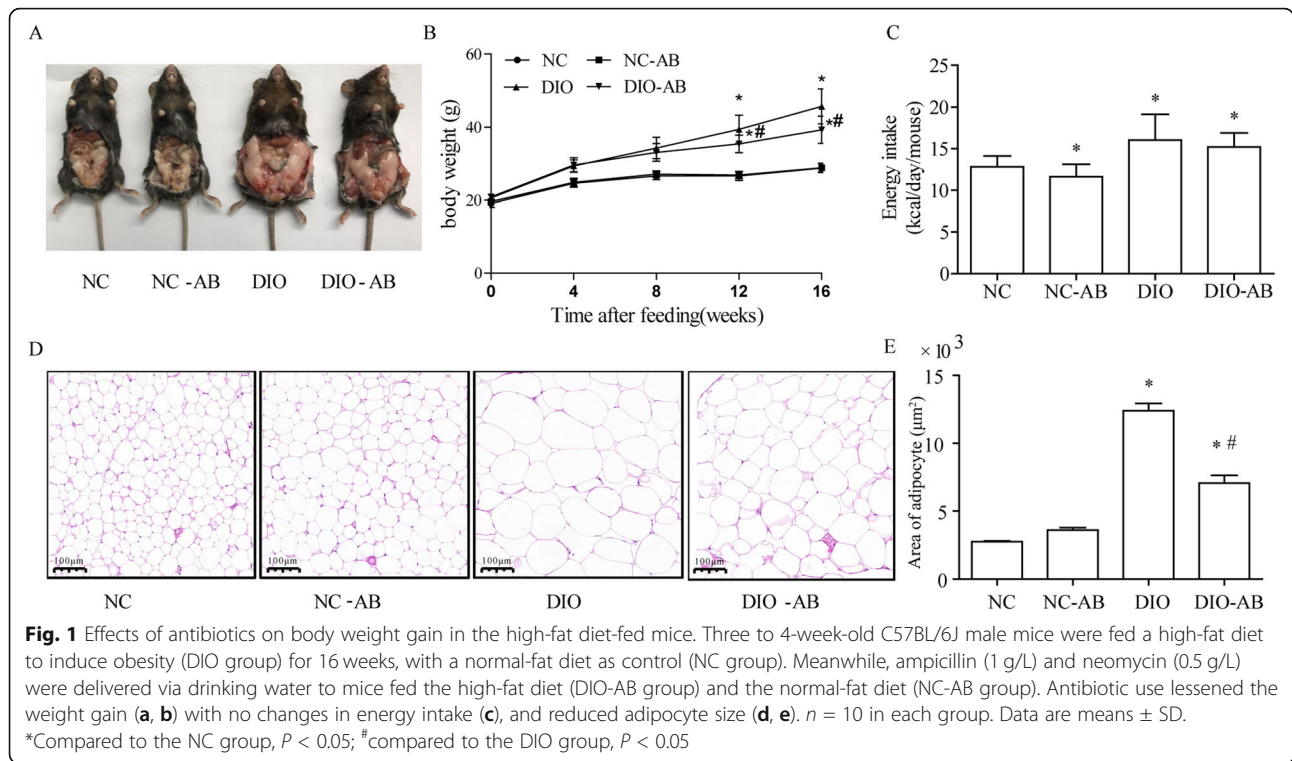 A
NC
NC -AB
DIO
DIO- AB
B
NC
NC-AB
DIO
DIO-AB
body weight (g)
60
40
20
0
*
*#
*
*#
0
4
8
12
16
Time after feeding(weeks)
C
Energy intake
(kcal/day/mouse)
25
20
15
10
5
0
*
*
*
NC
NC-AB
DIO
DIO-AB
D
100μm
100μm
100μm
100μm
NC
NC -AB
DIO
DIO -AB
E
× 10³
Area of adipocyte (μm²)
15
10
5
0
*
* #
NC
NC-AB
DIO
DIO-AB
Fig. 1 Effects of antibiotics on body weight gain in the high-fat diet-fed mice. Three to 4-week-old C57BL/6J male mice were fed a high-fat diet
to induce obesity (DIO group) for 16 weeks, with a normal-fat diet as control (NC group). Meanwhile, ampicillin (1 g/L) and neomycin (0.5 g/L)
were delivered via drinking water to mice fed the high-fat diet (DIO-AB group) and the normal-fat diet (NC-AB group). Antibiotic use lessened the
weight gain (a, b) with no changes in energy intake (c), and reduced adipocyte size (d, e). n = 10 in each group. Data are means ± SD.
*Compared to the NC group, P < 0.05; #compared to the DIO group, P < 0.05